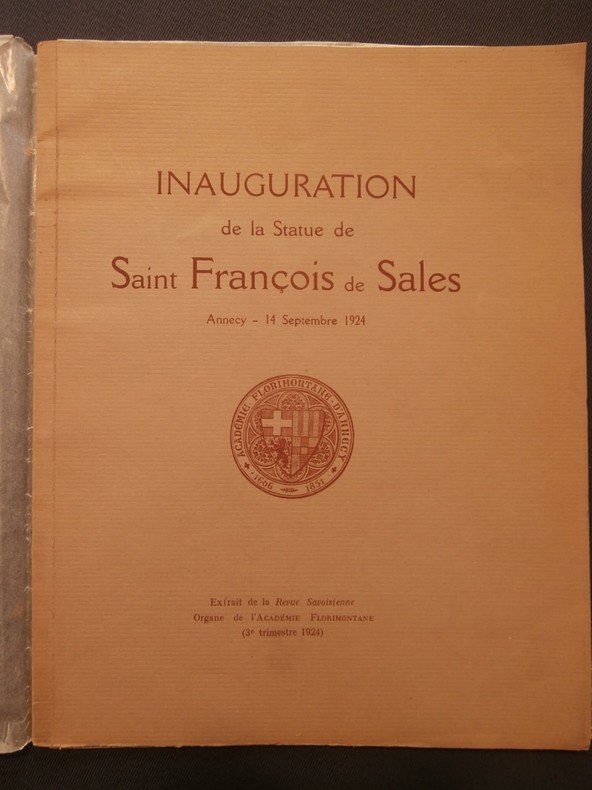 INAUGURATION
de la Statue de
Saint François de Sales
Annecy - 14 Septembre 1924
ACADÉMIE · FLORIMONTANE · D'ANNECY
1606 1851
Extrait de la Revue Savoisienne
Organe de l'ACADÉMIE FLORIMONTANE
(3e trimestre 1924)